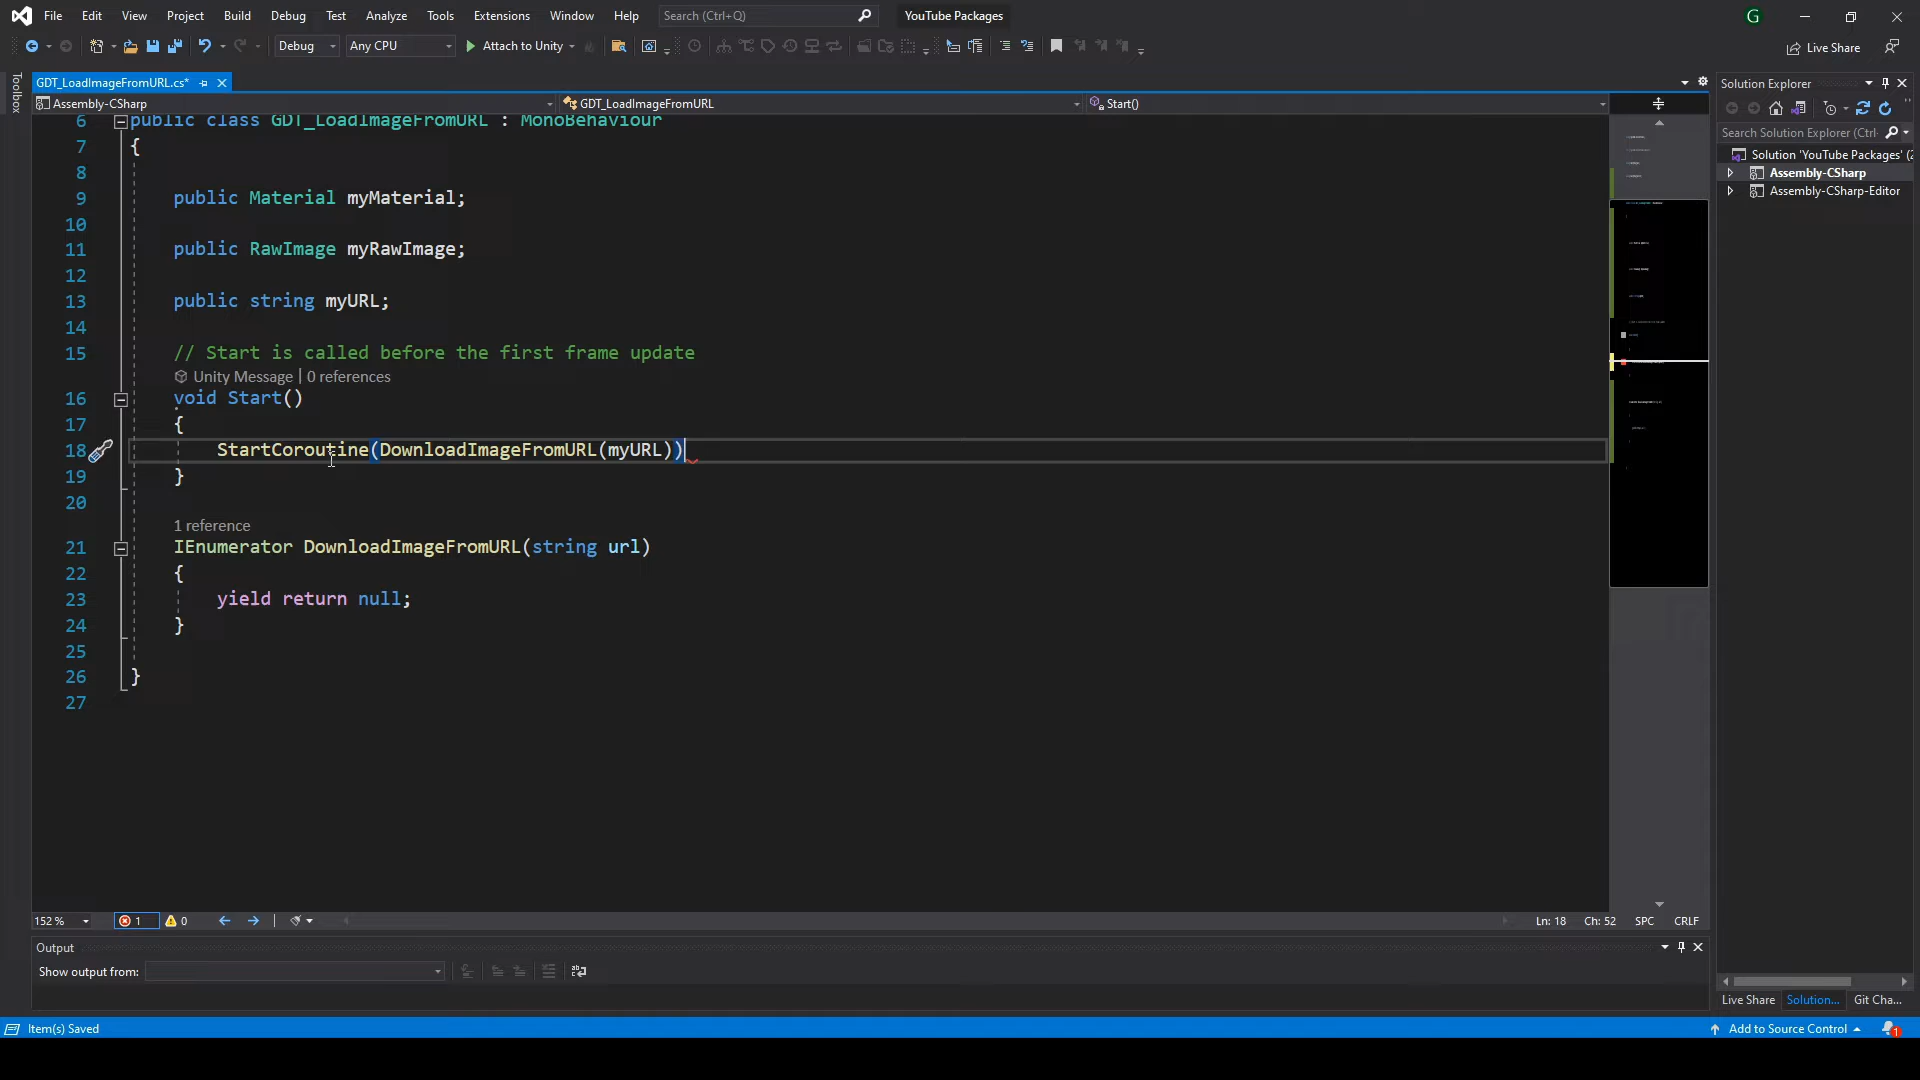 File Edit View Project Build Debug Test Analyze Tools Extensions Window Help Search (Ctrl+Q) YouTube Packages G
Debug Any CPU Attach to Unity Live Share
Toolbox
GDT_LoadImageFromURL.cs*
Assembly-CSharp GDT_LoadImageFromURL Start()
6 public class GDT_LoadImageFromURL : MonoBehaviour
7 {
8
9 public Material myMaterial;
10
11 public RawImage myRawImage;
12
13 public string myURL;
14
15 // Start is called before the first frame update
Unity Message | 0 references
16 void Start()
17 {
18 StartCoroutine(DownloadImageFromURL(myURL))
19 }
20
1 reference
21 IEnumerator DownloadImageFromURL(string url)
22 {
23 yield return null;
24 }
25
26 }
27
152 % 1 0 Ln: 18 Ch: 52 SPC CRLF
Output
Show output from:
Solution Explorer
Search Solution Explorer (Ctrl
Solution 'YouTube Packages' (2
Assembly-CSharp
Assembly-CSharp-Editor
Live Share Solution... Git Cha...
Item(s) Saved Add to Source Control 1